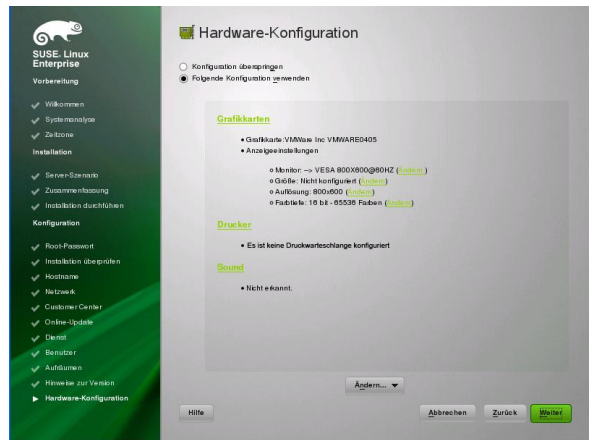 SUSE. Linux
Enterprise
Vorbereitung
Willkommen
Systemanalyse
Zeitzone
Installation
Server-Szenario
Zusammenfassung
Installation durchführen
Konfiguration
Root-Passwort
Installation überprüfen
Hostname
Netzwerk
Customer Center
Online-Update
Dienst
Benutzer
Aufräumen
Hinweise zur Version
Hardware-Konfiguration
Hardware-Konfiguration
Konfiguration überspringen
Folgende Konfiguration verwenden
Grafikkarten
Grafikkarte:VMWare Inc VMWARE0405
Anzeigeeinstellungen
Monitor: --> VESA 800X600@60HZ (Ändern)
Größe: Nicht konfiguriert (Ändern)
Auflösung: 800x600 (Ändern)
Farbtiefe: 16 bit - 65536 Farben (Ändern)
Drucker
Es ist keine Druckwarteschlange konfiguriert
Sound
Nicht erkannt.
Ändern...
Hilfe
Abbrechen
Zurück
Weiter